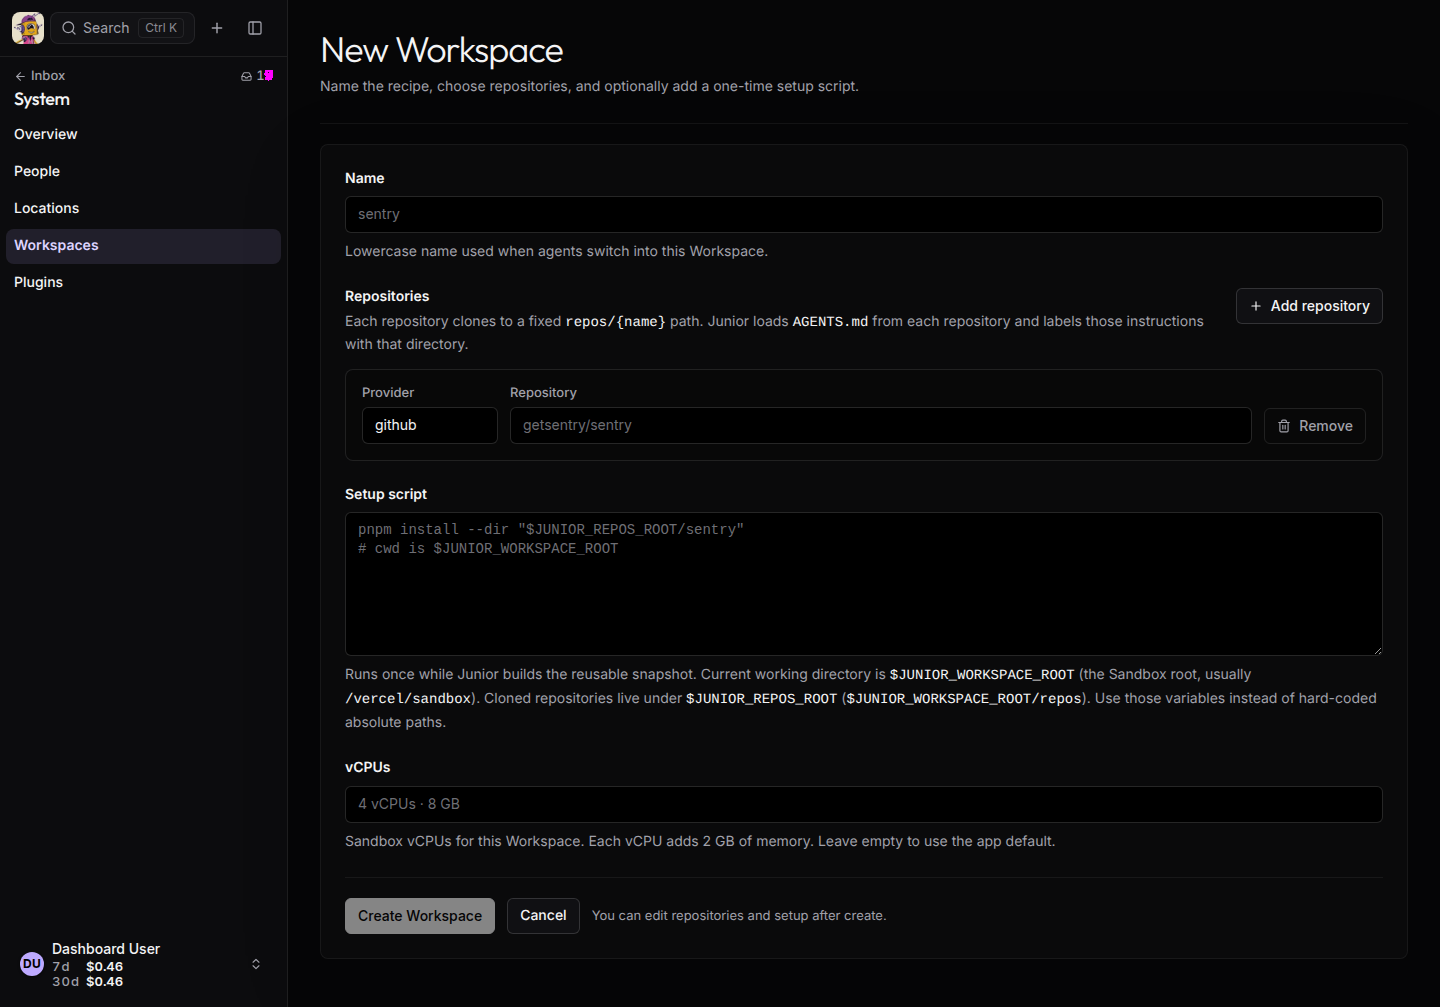 Search Ctrl K
Inbox
System
Overview
People
Locations
Workspaces
Plugins
Dashboard User
7d $0.46
30d $0.46
DU
New Workspace
Name the recipe, choose repositories, and optionally add a one-time setup script.
Name
sentry
Lowercase name used when agents switch into this Workspace.
Repositories
Each repository clones to a fixed repos/{name} path. Junior loads AGENTS.md from each repository and labels those instructions
with that directory.
Add repository
Provider Repository
github getsentry/sentry Remove
Setup script
pnpm install --dir "$JUNIOR_REPOS_ROOT/sentry"
# cwd is $JUNIOR_WORKSPACE_ROOT
Runs once while Junior builds the reusable snapshot. Current working directory is $JUNIOR_WORKSPACE_ROOT (the Sandbox root, usually
/vercel/sandbox). Cloned repositories live under $JUNIOR_REPOS_ROOT ($JUNIOR_WORKSPACE_ROOT/repos). Use those variables instead of hard-coded
absolute paths.
vCPUs
4 vCPUs · 8 GB
Sandbox vCPUs for this Workspace. Each vCPU adds 2 GB of memory. Leave empty to use the app default.
Create Workspace Cancel You can edit repositories and setup after create.